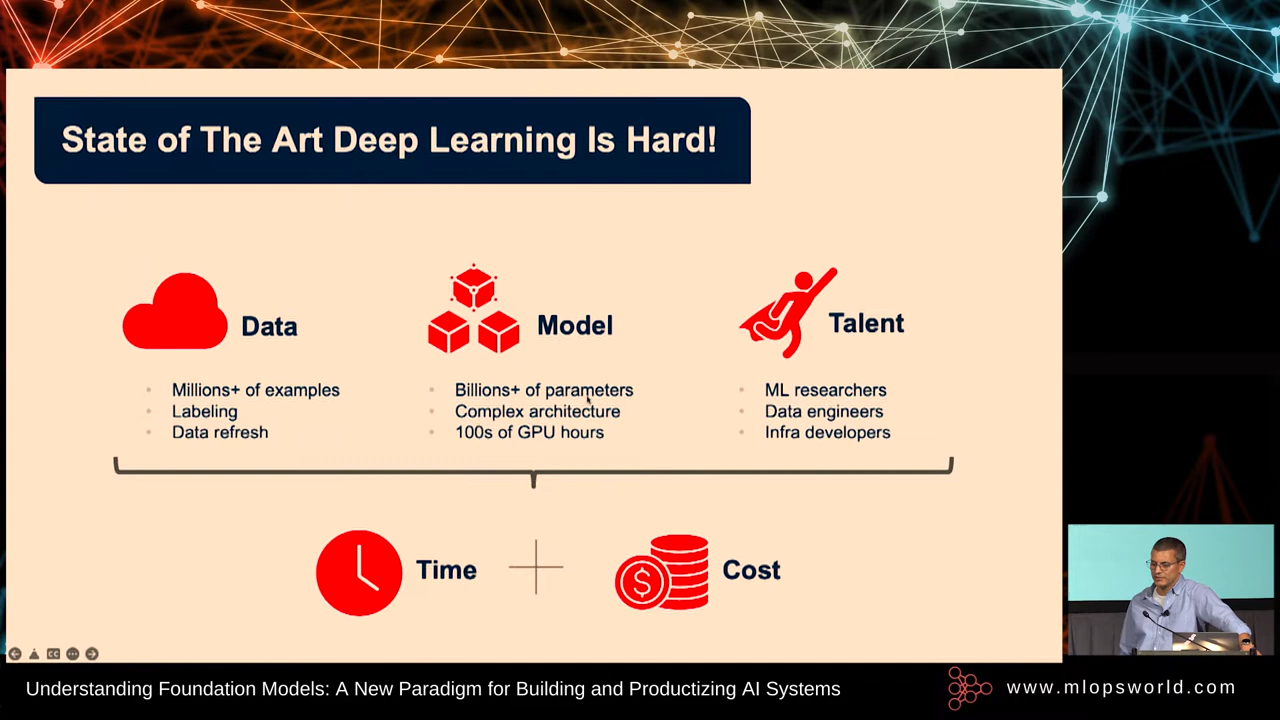 State of The Art Deep Learning Is Hard!
Data
Millions+ of examples
Labeling
Data refresh
Model
Billions+ of parameters
Complex architecture
100s of GPU hours
Talent
ML researchers
Data engineers
Infra developers
Time
$
Cost
CC
Understanding Foundation Models: A New Paradigm for Building and Productizing AI Systems
www.mlopsworld.com